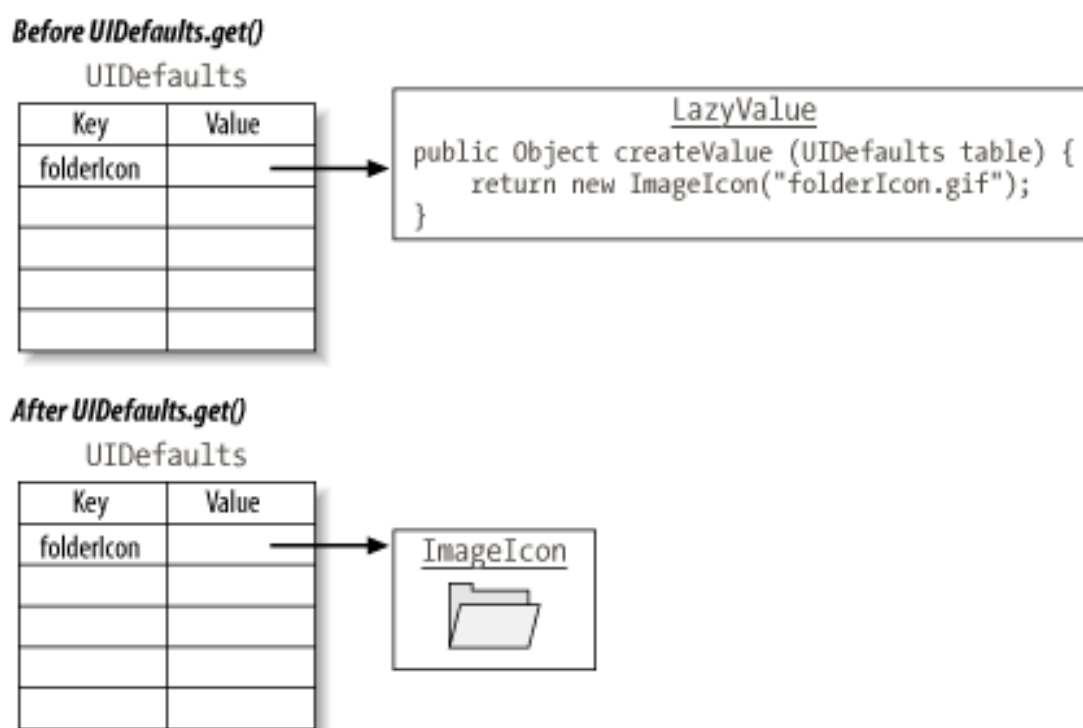 Before UIDefaults.get()
UIDefaults
Key Value
folderIcon
LazyValue
public Object createValue (UIDefaults table) {
return new ImageIcon("folderIcon.gif");
}
After UIDefaults.get()
UIDefaults
Key Value
folderIcon
ImageIcon